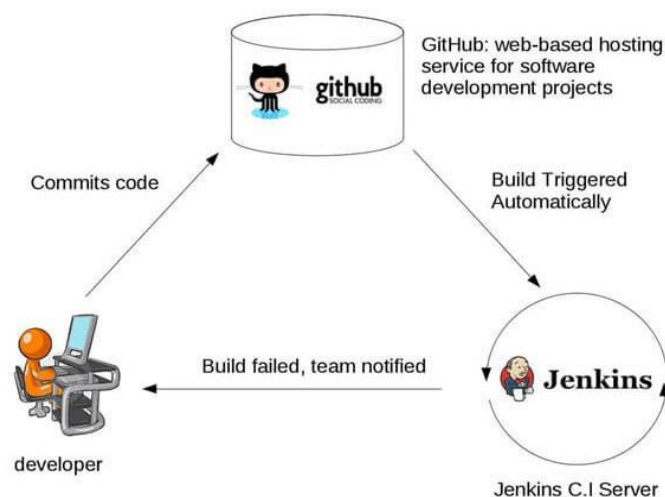 GitHub: web-based hosting
service for software
development projects
github
SOCIAL CODING
Commits code
Build Triggered
Automatically
Build failed, team notified
Jenkins
developer
Jenkins C.I Server